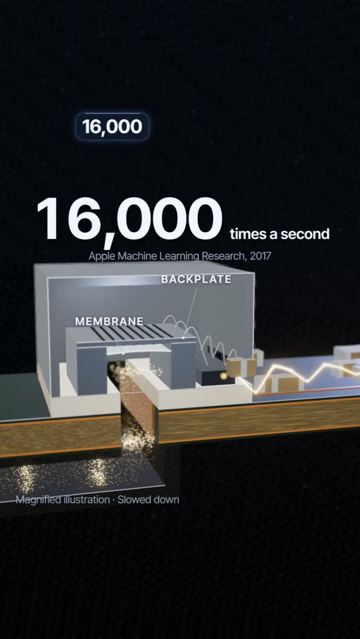 16,000
16,000 times a second
Apple Machine Learning Research, 2017
BACKPLATE
MEMBRANE
Magnified illustration · Slowed down